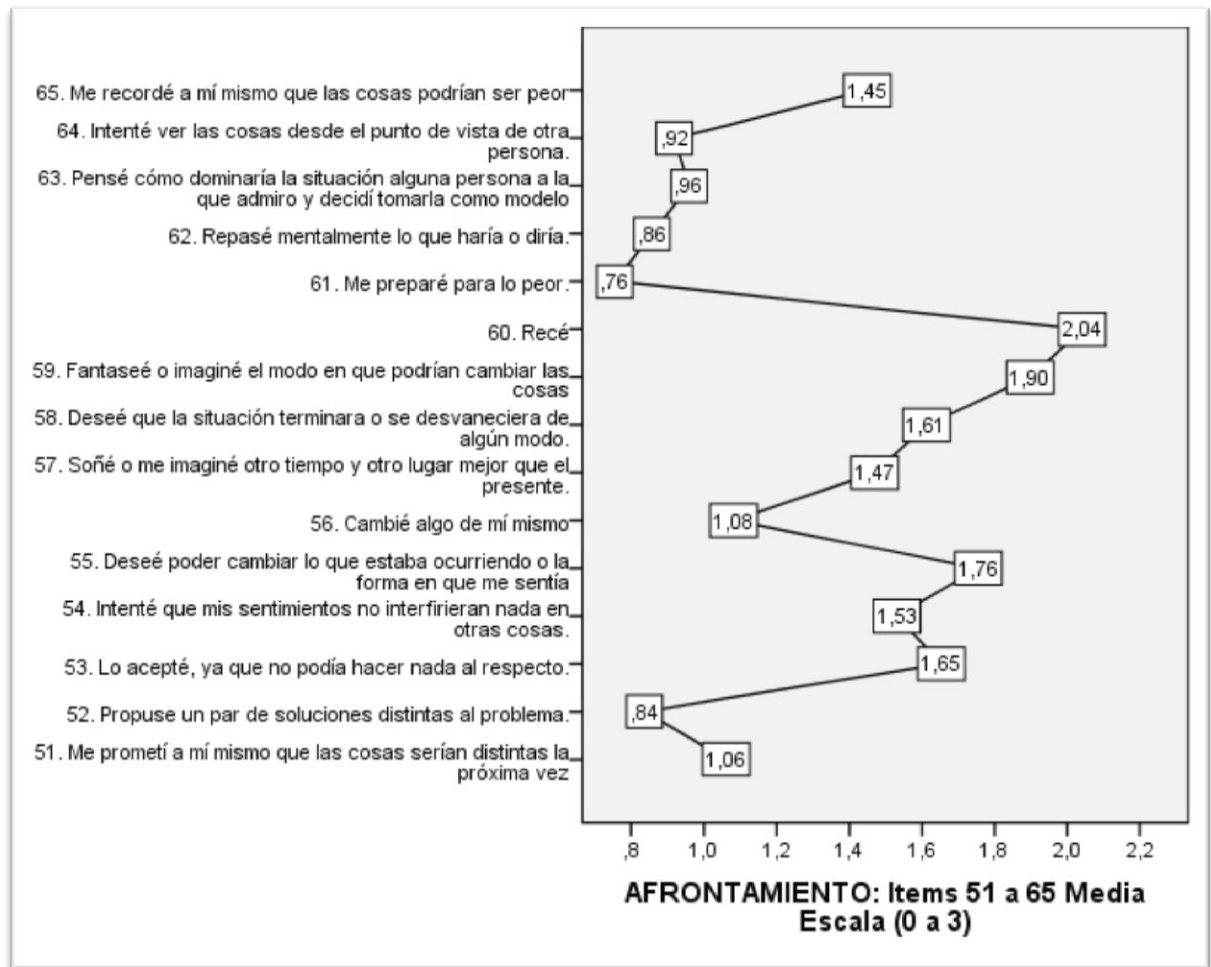 65. Me recordé a mí mismo que las cosas podrían ser peor
1,45
64. Intenté ver las cosas desde el punto de vista de otra
persona.
,92
63. Pensé cómo dominaría la situación alguna persona a la
que admiro y decidí tomarla como modelo
,96
62. Repasé mentalmente lo que haría o diría.
,86
61. Me preparé para lo peor.
,76
60. Recé
2,04
59. Fantaseé o imaginé el modo en que podrían cambiar las
cosas
1,90
58. Deseé que la situación terminara o se desvaneciera de
algún modo.
1,61
57. Soñé o me imaginé otro tiempo y otro lugar mejor que el
presente.
1,47
56. Cambié algo de mí mismo
1,08
55. Deseé poder cambiar lo que estaba ocurriendo o la
forma en que me sentía
1,76
54. Intenté que mis sentimientos no interfirieran nada en
otras cosas.
1,53
53. Lo acepté, ya que no podía hacer nada al respecto.
1,65
52. Propuse un par de soluciones distintas al problema.
,84
51. Me prometí a mí mismo que las cosas serían distintas la
próxima vez
1,06
,8 1,0 1,2 1,4 1,6 1,8 2,0 2,2
AFRONTAMIENTO: Items 51 a 65 Media
Escala (0 a 3)